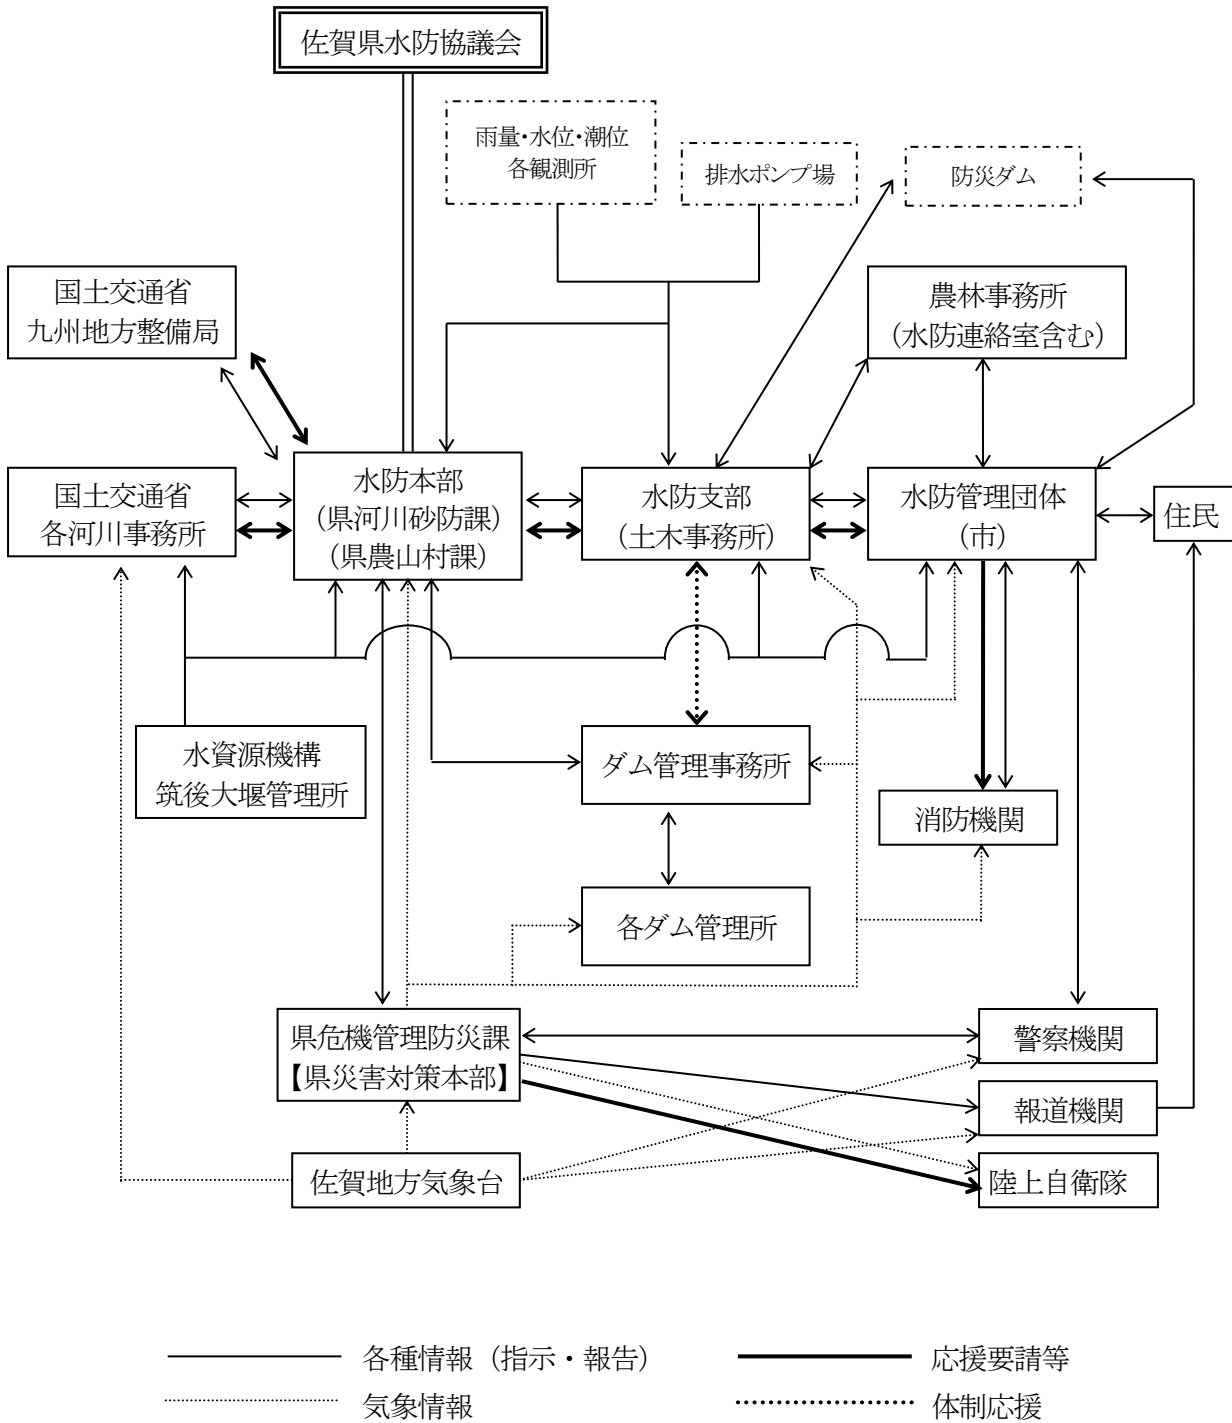 佐賀県水防協議会
雨量・水位・潮位
各観測所
排水ポンプ場
防災ダム
国土交通省
九州地方整備局
農林事務所
（水防連絡室含む）
国土交通省
各河川事務所
水防本部
（県河川砂防課）
（県農山村課）
水防支部
（土木事務所）
水防管理団体
（市）
住民
水資源機構
筑後大堰管理所
ダム管理事務所
消防機関
各ダム管理所
県危機管理防災課
【県災害対策本部】
警察機関
報道機関
佐賀地方気象台
陸上自衛隊
各種情報（指示・報告）
応援要請等
気象情報
体制応援